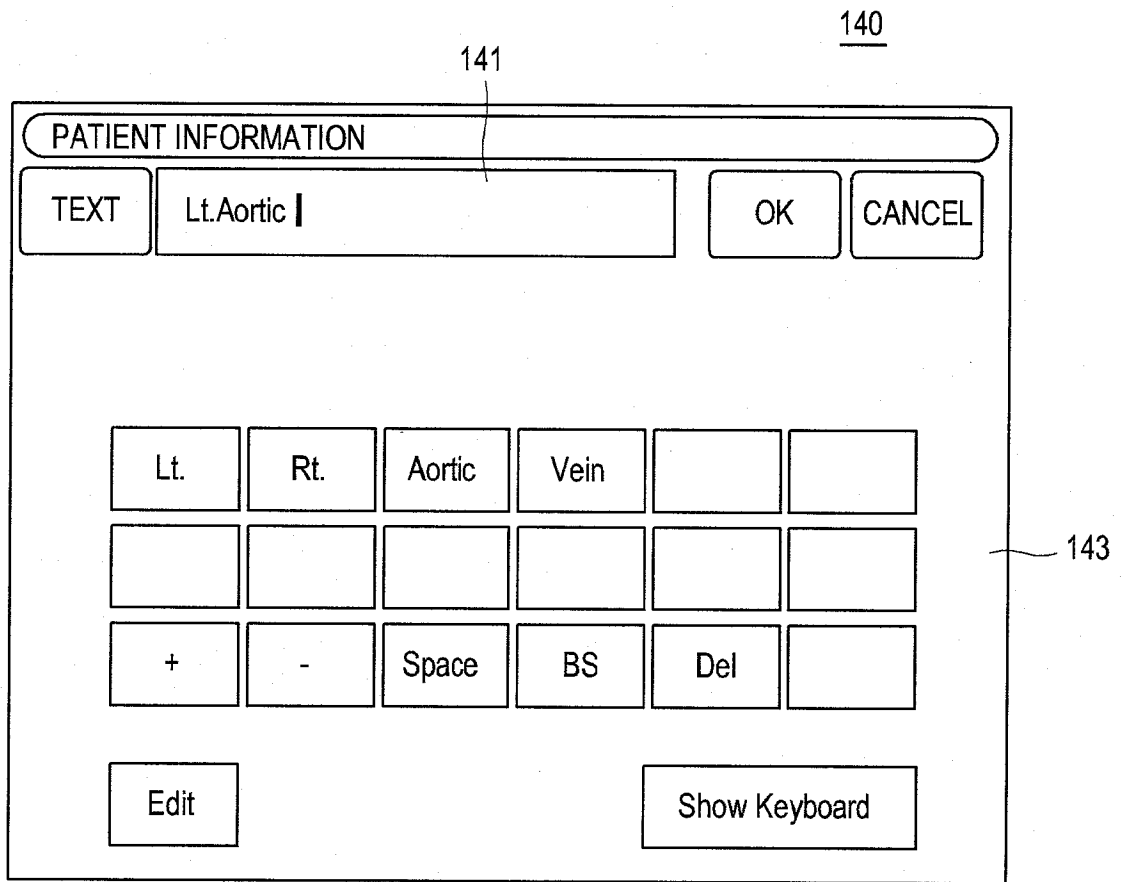 140
141
PATIENT INFORMATION
TEXT Lt.Aortic OK CANCEL
Lt. Rt. Aortic Vein
143
+ - Space BS Del
Edit Show Keyboard